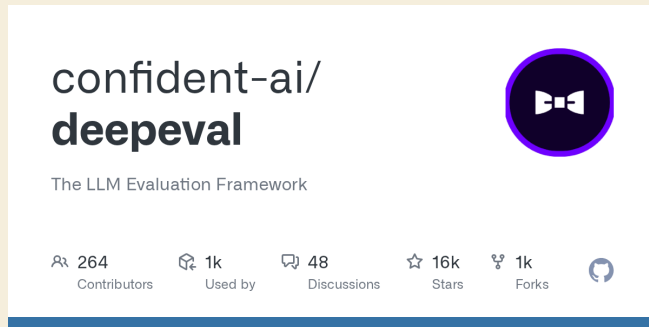 confident-ai/
deepeval
The LLM Evaluation Framework
264 1k 48 16k 1k
Contributors Used by Discussions Stars Forks